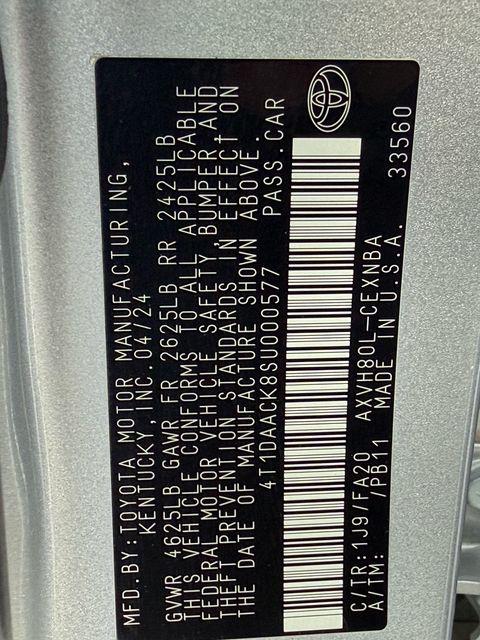 MFD.BY:TOYOTA MOTOR MANUFACTURING,
KENTUCKY, INC.04/24
GVWR 4625LB GAWR FR 2625LB RR 2425LB
THIS VEHICLE CONFORMS TO ALL APPLICABLE
FEDERAL MOTOR VEHICLE SAFETY, BUMPER, AND
THEFT PREVENTION STANDARDS IN EFFECT ON
THE DATE OF MANUFACTURE SHOWN ABOVE.
4T1DAACK8SU000577 PASS.CAR
C/TR:1J9/FA20 AXVH80L-CEXNBA
A/TM: /PB11 MADE IN U.S.A.
33560